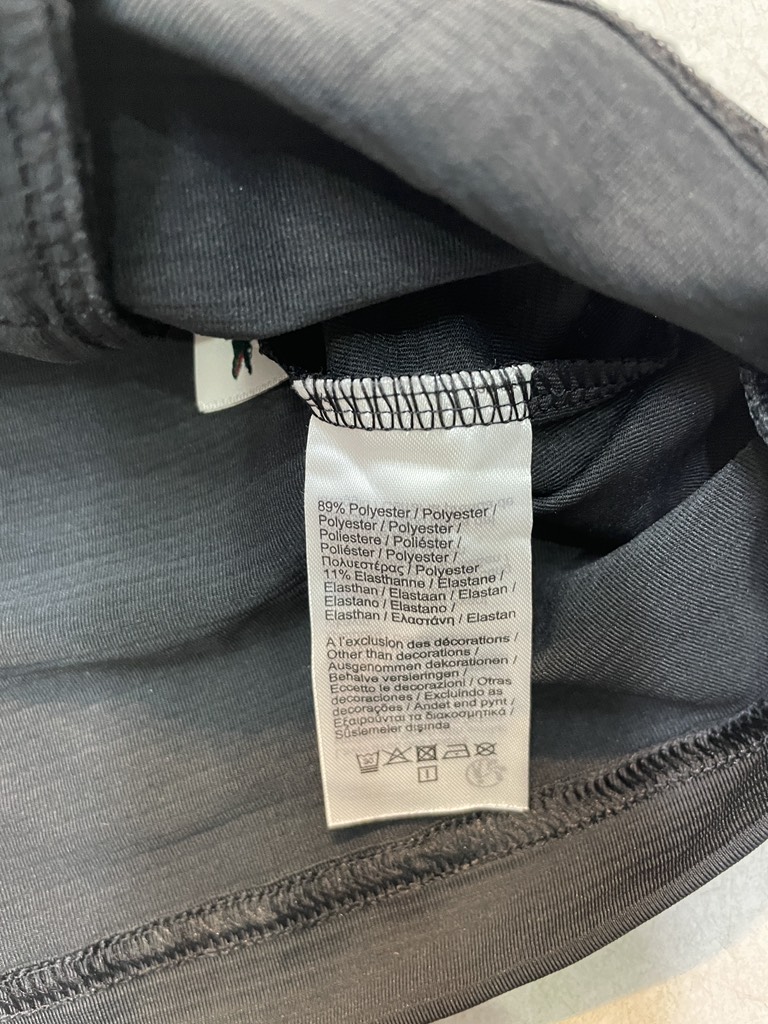 89% Polyester / Polyester /
Polyester / Polyester /
Poliestere / Poliéster /
Poliéster / Polyester /
Πολυεστέρας / Polyester
11% Elasthanne / Elastane /
Elasthan / Elastaan / Elastan /
Elastano / Elastano /
Elasthan / Ελαστάνη / Elastan
A l'exclusion des décorations /
Other than decorations /
Ausgenommen dekorationen /
Behalve versieringen /
Eccetto le decorazioni / Otras
decoraciones / Excluindo as
decorações / Andet end pynt /
Εξαιρούνται τα διακοσμητικά /
Süslemeler dışında